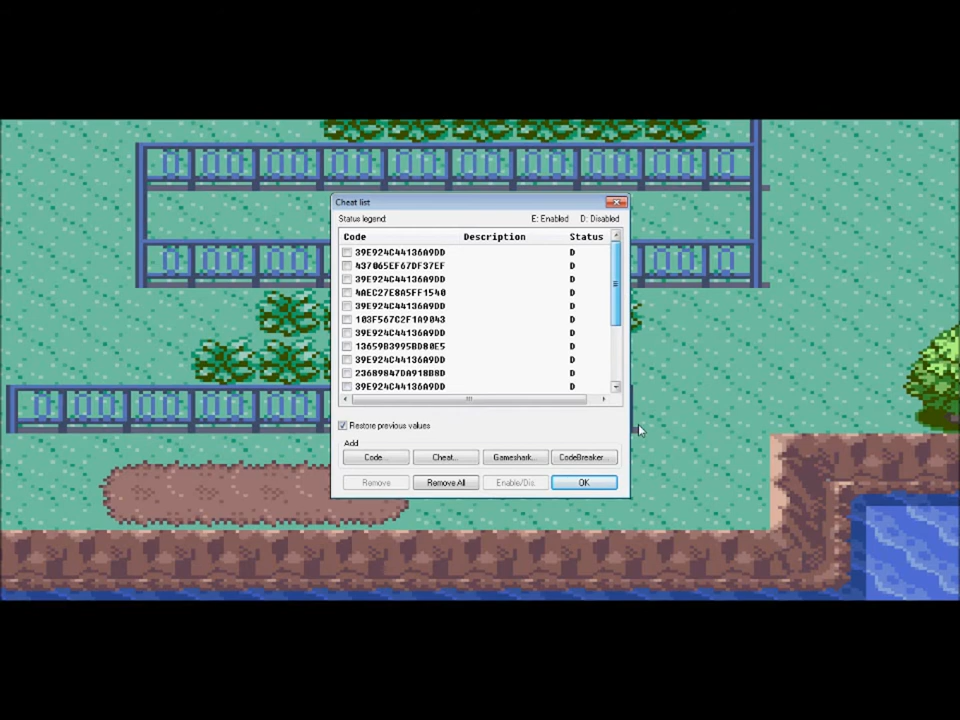 Cheat list
Status legend: E: Enabled D: Disabled
Code Description Status
39E924C44136A9DD D
437065EF67DF37EF D
39E924C44136A9DD D
4AEC27E8A5FF1540 D
39E924C44136A9DD D
103F567C2F1A9043 D
39E924C44136A9DD D
13659B3995BD80E5 D
39E924C44136A9DD D
23689847DA918B8D D
39E924C44136A9DD D
Restore previous values
Add
Code... Cheat... Gameshark... CodeBreaker...
Remove Remove All Enable/Dis. OK